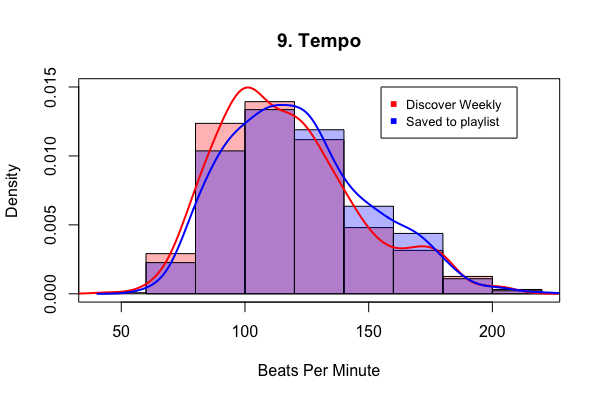 9. Tempo
Discover Weekly
Saved to playlist
Density
0.015
0.010
0.005
0.000
50
100
150
200
Beats Per Minute